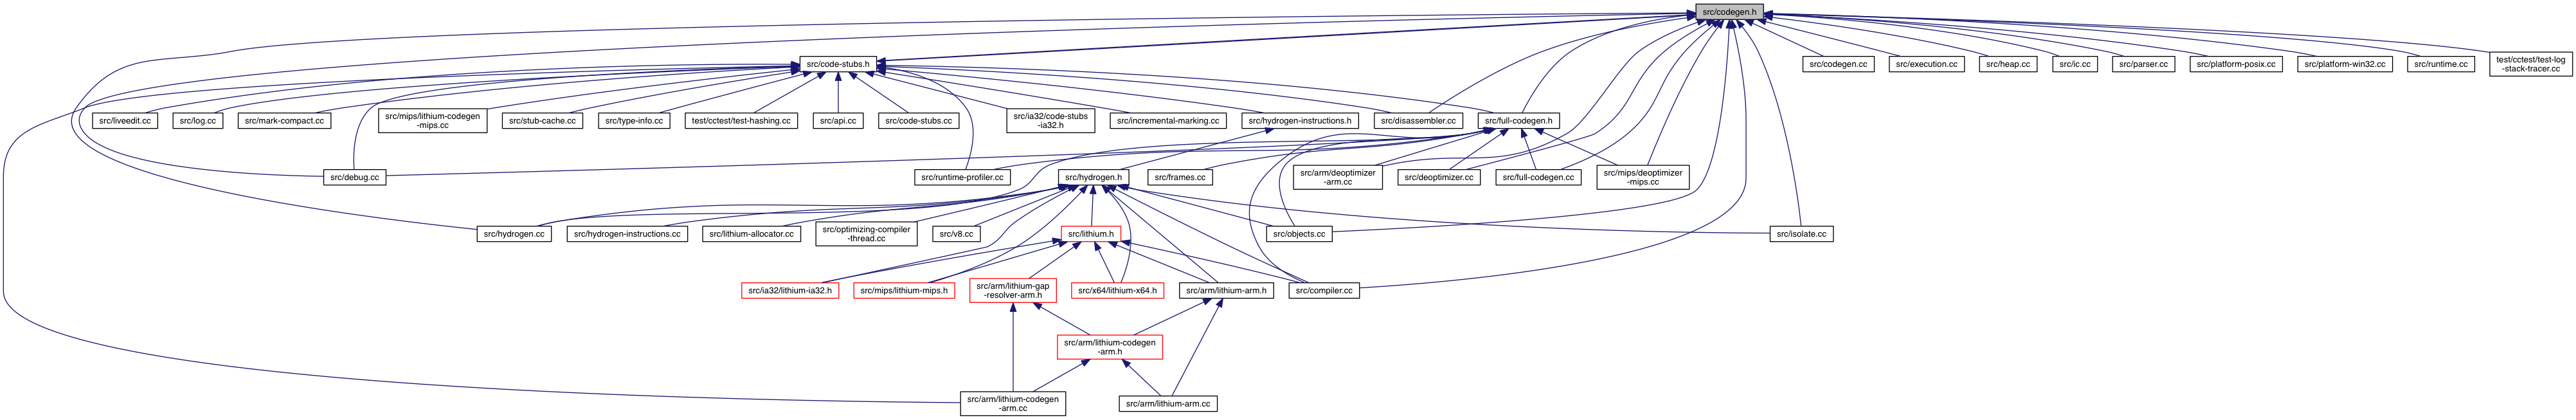 src/codegen.h
src/code-stubs.h
src/codegen.cc
src/execution.cc
src/heap.cc
src/ic.cc
src/parser.cc
src/platform-posix.cc
src/platform-win32.cc
src/runtime.cc
test/cctest/test-log
-stack-tracer.cc
src/liveedit.cc
src/log.cc
src/mark-compact.cc
src/mips/lithium-codegen
-mips.cc
src/stub-cache.cc
src/type-info.cc
test/cctest/test-hashing.cc
src/api.cc
src/code-stubs.cc
src/ia32/code-stubs
-ia32.h
src/incremental-marking.cc
src/hydrogen-instructions.h
src/disassembler.cc
src/full-codegen.h
src/debug.cc
src/runtime-profiler.cc
src/hydrogen.h
src/frames.cc
src/arm/deoptimizer
-arm.cc
src/deoptimizer.cc
src/full-codegen.cc
src/mips/deoptimizer
-mips.cc
src/hydrogen.cc
src/hydrogen-instructions.cc
src/lithium-allocator.cc
src/optimizing-compiler
-thread.cc
src/v8.cc
src/lithium.h
src/objects.cc
src/isolate.cc
src/ia32/lithium-ia32.h
src/mips/lithium-mips.h
src/arm/lithium-gap
-resolver-arm.h
src/x64/lithium-x64.h
src/arm/lithium-arm.h
src/compiler.cc
src/arm/lithium-codegen
-arm.h
src/arm/lithium-codegen
-arm.cc
src/arm/lithium-arm.cc